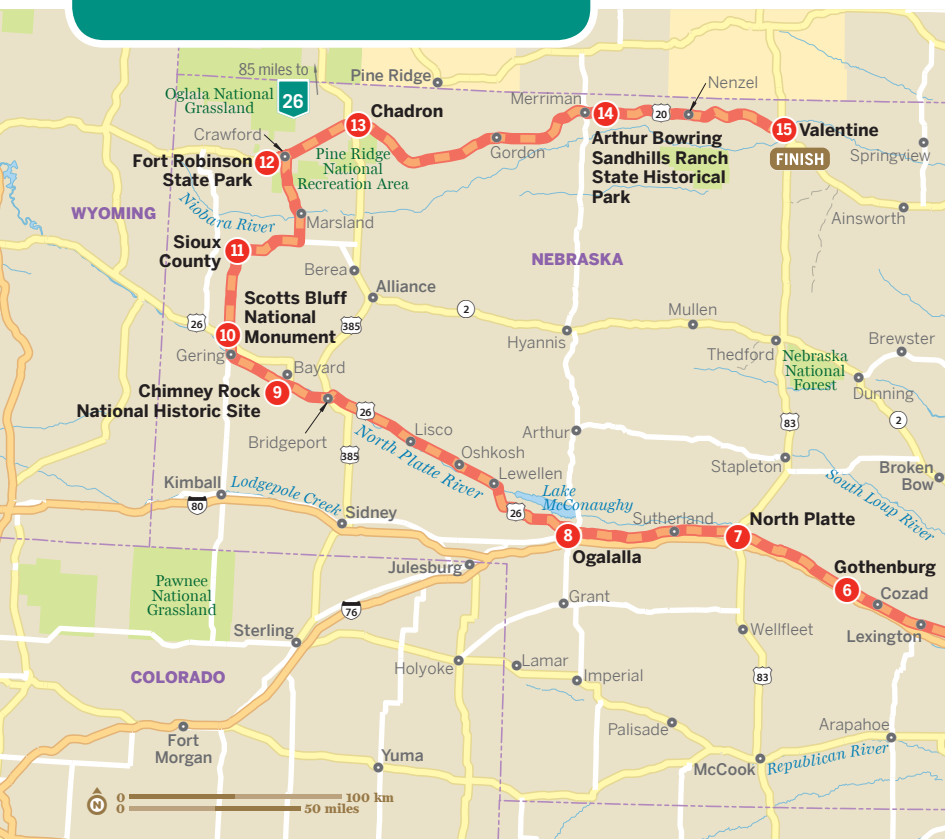 85 miles to
26
Pine Ridge
Oglala National
Grassland
Nenzel
Merriman
14
20
Chadron
13
15
Valentine
FINISH
Crawford
Gordon
Arthur Bowring
Sandhills Ranch
State Historical
Park
Springview
Fort Robinson
State Park
12
Pine Ridge
National
Recreation Area
WYOMING
Niobara River
Marsland
Ainsworth
Sioux
County
11
NEBRASKA
Berea
Alliance
Scotts Bluff
National
Monument
2
Mullen
26
385
10
Hyannis
Brewster
Gering
Thedford
Nebraska
National
Forest
Bayard
Dunning
Chimney Rock
National Historic Site
9
26
83
2
Bridgeport
Lisco
Arthur
385
North Platte River
Oshkosh
Stapleton
Lewellen
Broken
Bow
Kimball
Lodgepole Creek
Lake
McConaughy
South Loup River
80
Sidney
26
Sutherland
North Platte
8
7
Ogalalla
Julesburg
Gothenburg
6
Pawnee
National
Grassland
Cozad
76
Grant
Lexington
Sterling
Wellfleet
Holyoke
Lamar
COLORADO
Imperial
83
Palisade
Arapahoe
Fort
Morgan
Yuma
McCook
Republican River
N
0
100 km
0
50 miles